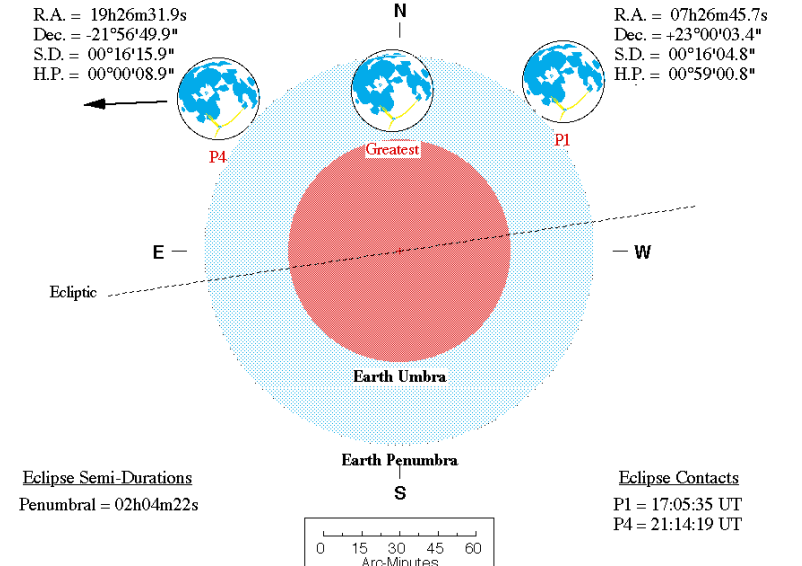 R.A. = 19h26m31.9s
Dec. = -21°56'49.9"
S.D. = 00°16'15.9"
H.P. = 00°00'08.9"
N
R.A. = 07h26m45.7s
Dec. = +23°00'03.4"
S.D. = 00°16'04.8"
H.P. = 00°59'00.8"
P4
Greatest
P1
E
W
Ecliptic
Earth Umbra
Earth Penumbra
S
Eclipse Semi-Durations
Penumbral = 02h04m22s
Eclipse Contacts
P1 = 17:05:35 UT
P4 = 21:14:19 UT
0 15 30 45 60
Arc-Minutes